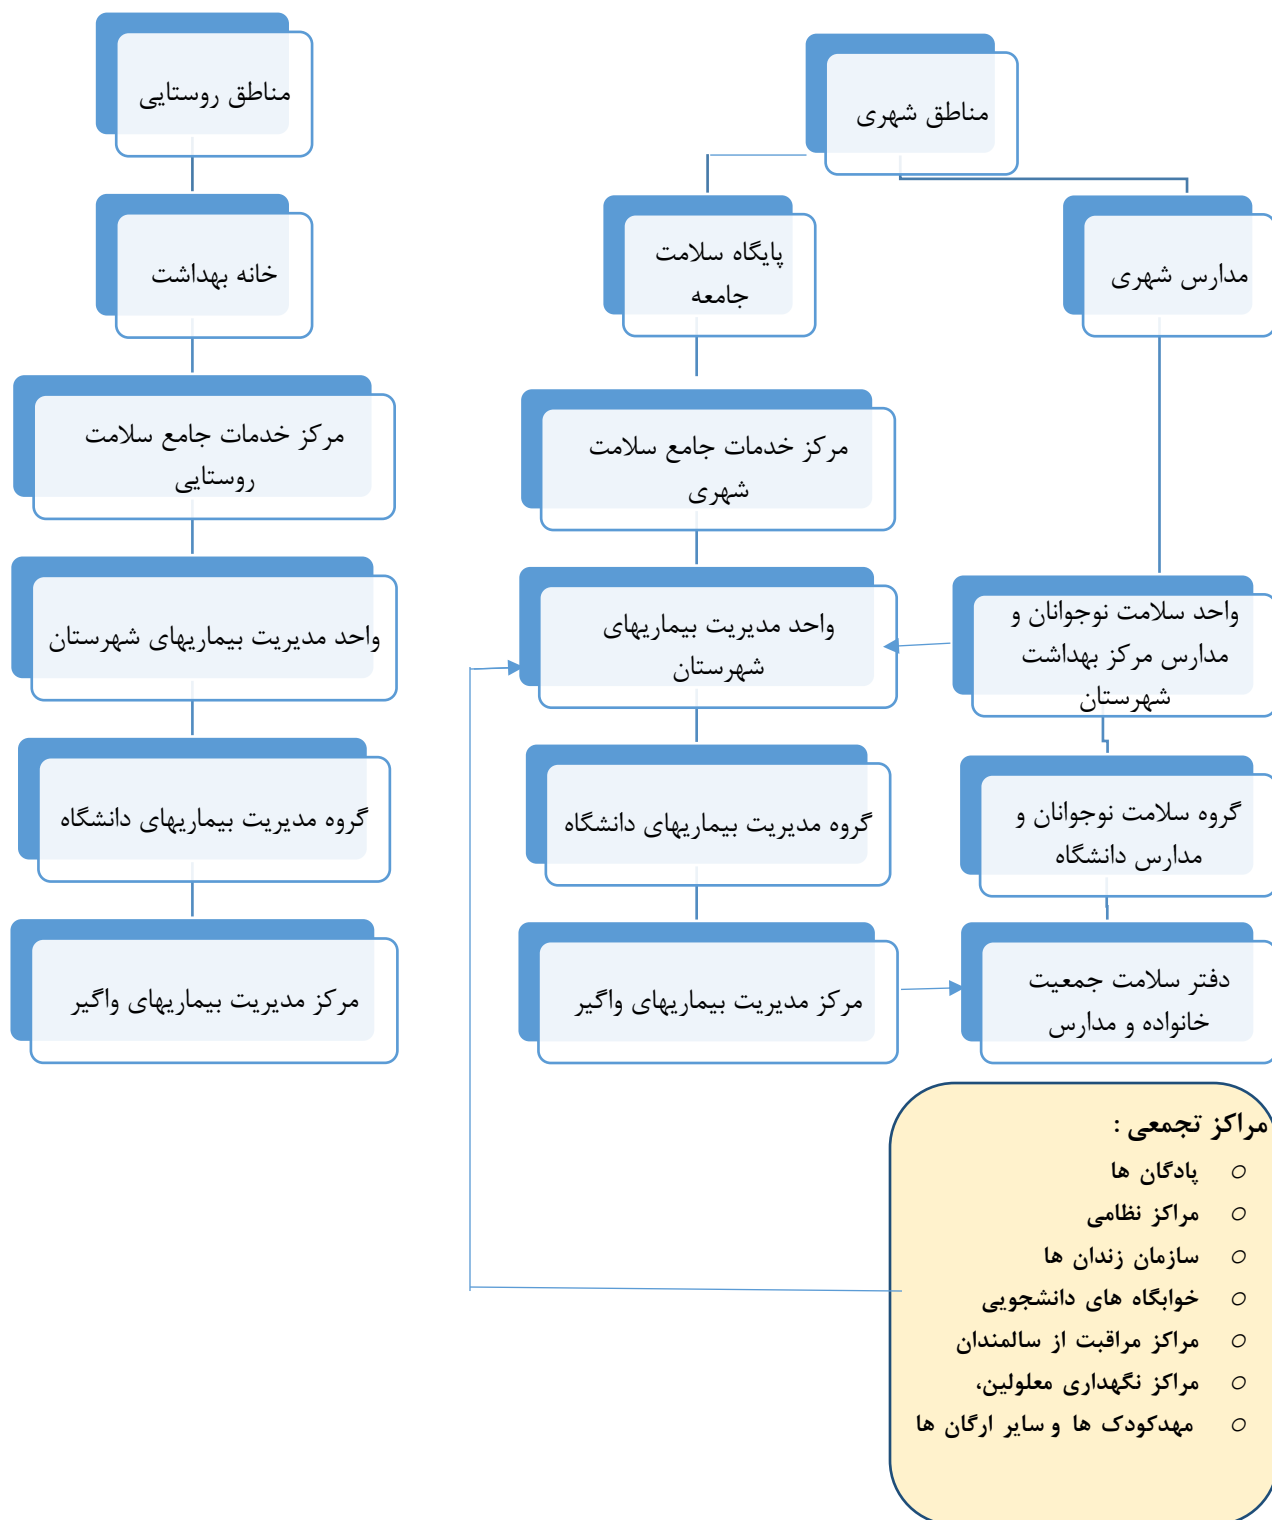 مناطق شهری
مدارس شهری
واحد سلامت نوجوانان و
مدارس مرکز بهداشت
شهرستان
گروه سلامت نوجوانان و
مدارس دانشگاه
دفتر سلامت جمعیت
خانواده و مدارس
پایگاه سلامت
جامعه
مرکز خدمات جامع سلامت
شهری
واحد مدیریت بیماریهای
شهرستان
گروه مدیریت بیماریهای دانشگاه
مرکز مدیریت بیماریهای واگیر
مناطق روستایی
خانه بهداشت
مرکز خدمات جامع سلامت
روستایی
واحد مدیریت بیماریهای شهرستان
گروه مدیریت بیماریهای دانشگاه
مرکز مدیریت بیماریهای واگیر
مراکز تجمعی :
○ پادگان ها
○ مراکز نظامی
○ سازمان زندان ها
○ خوابگاه های دانشجویی
○ مراکز مراقبت از سالمندان
○ مراکز نگهداری معلولین،
○ مهدکودک ها و سایر ارگان ها